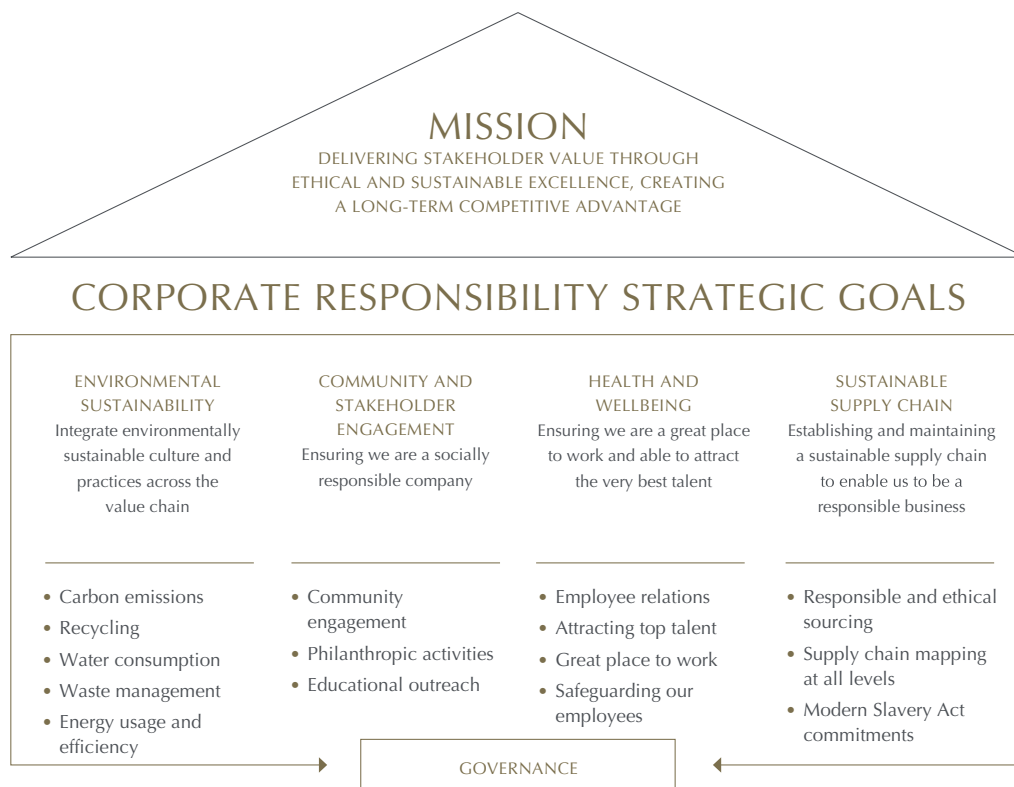 MISSION
DELIVERING STAKEHOLDER VALUE THROUGH
ETHICAL AND SUSTAINABLE EXCELLENCE, CREATING
A LONG-TERM COMPETITIVE ADVANTAGE
CORPORATE RESPONSIBILITY STRATEGIC GOALS
ENVIRONMENTAL
SUSTAINABILITY
Integrate environmentally
sustainable culture and
practices across the
value chain
• Carbon emissions
• Recycling
• Water consumption
• Waste management
• Energy usage and
efficiency
COMMUNITY AND
STAKEHOLDER
ENGAGEMENT
Ensuring we are a socially
responsible company
• Community
engagement
• Philanthropic activities
• Educational outreach
HEALTH AND
WELLBEING
Ensuring we are a great place
to work and able to attract
the very best talent
• Employee relations
• Attracting top talent
• Great place to work
• Safeguarding our
employees
SUSTAINABLE
SUPPLY CHAIN
Establishing and maintaining
a sustainable supply chain
to enable us to be a
responsible business
• Responsible and ethical
sourcing
• Supply chain mapping
at all levels
• Modern Slavery Act
commitments
GOVERNANCE